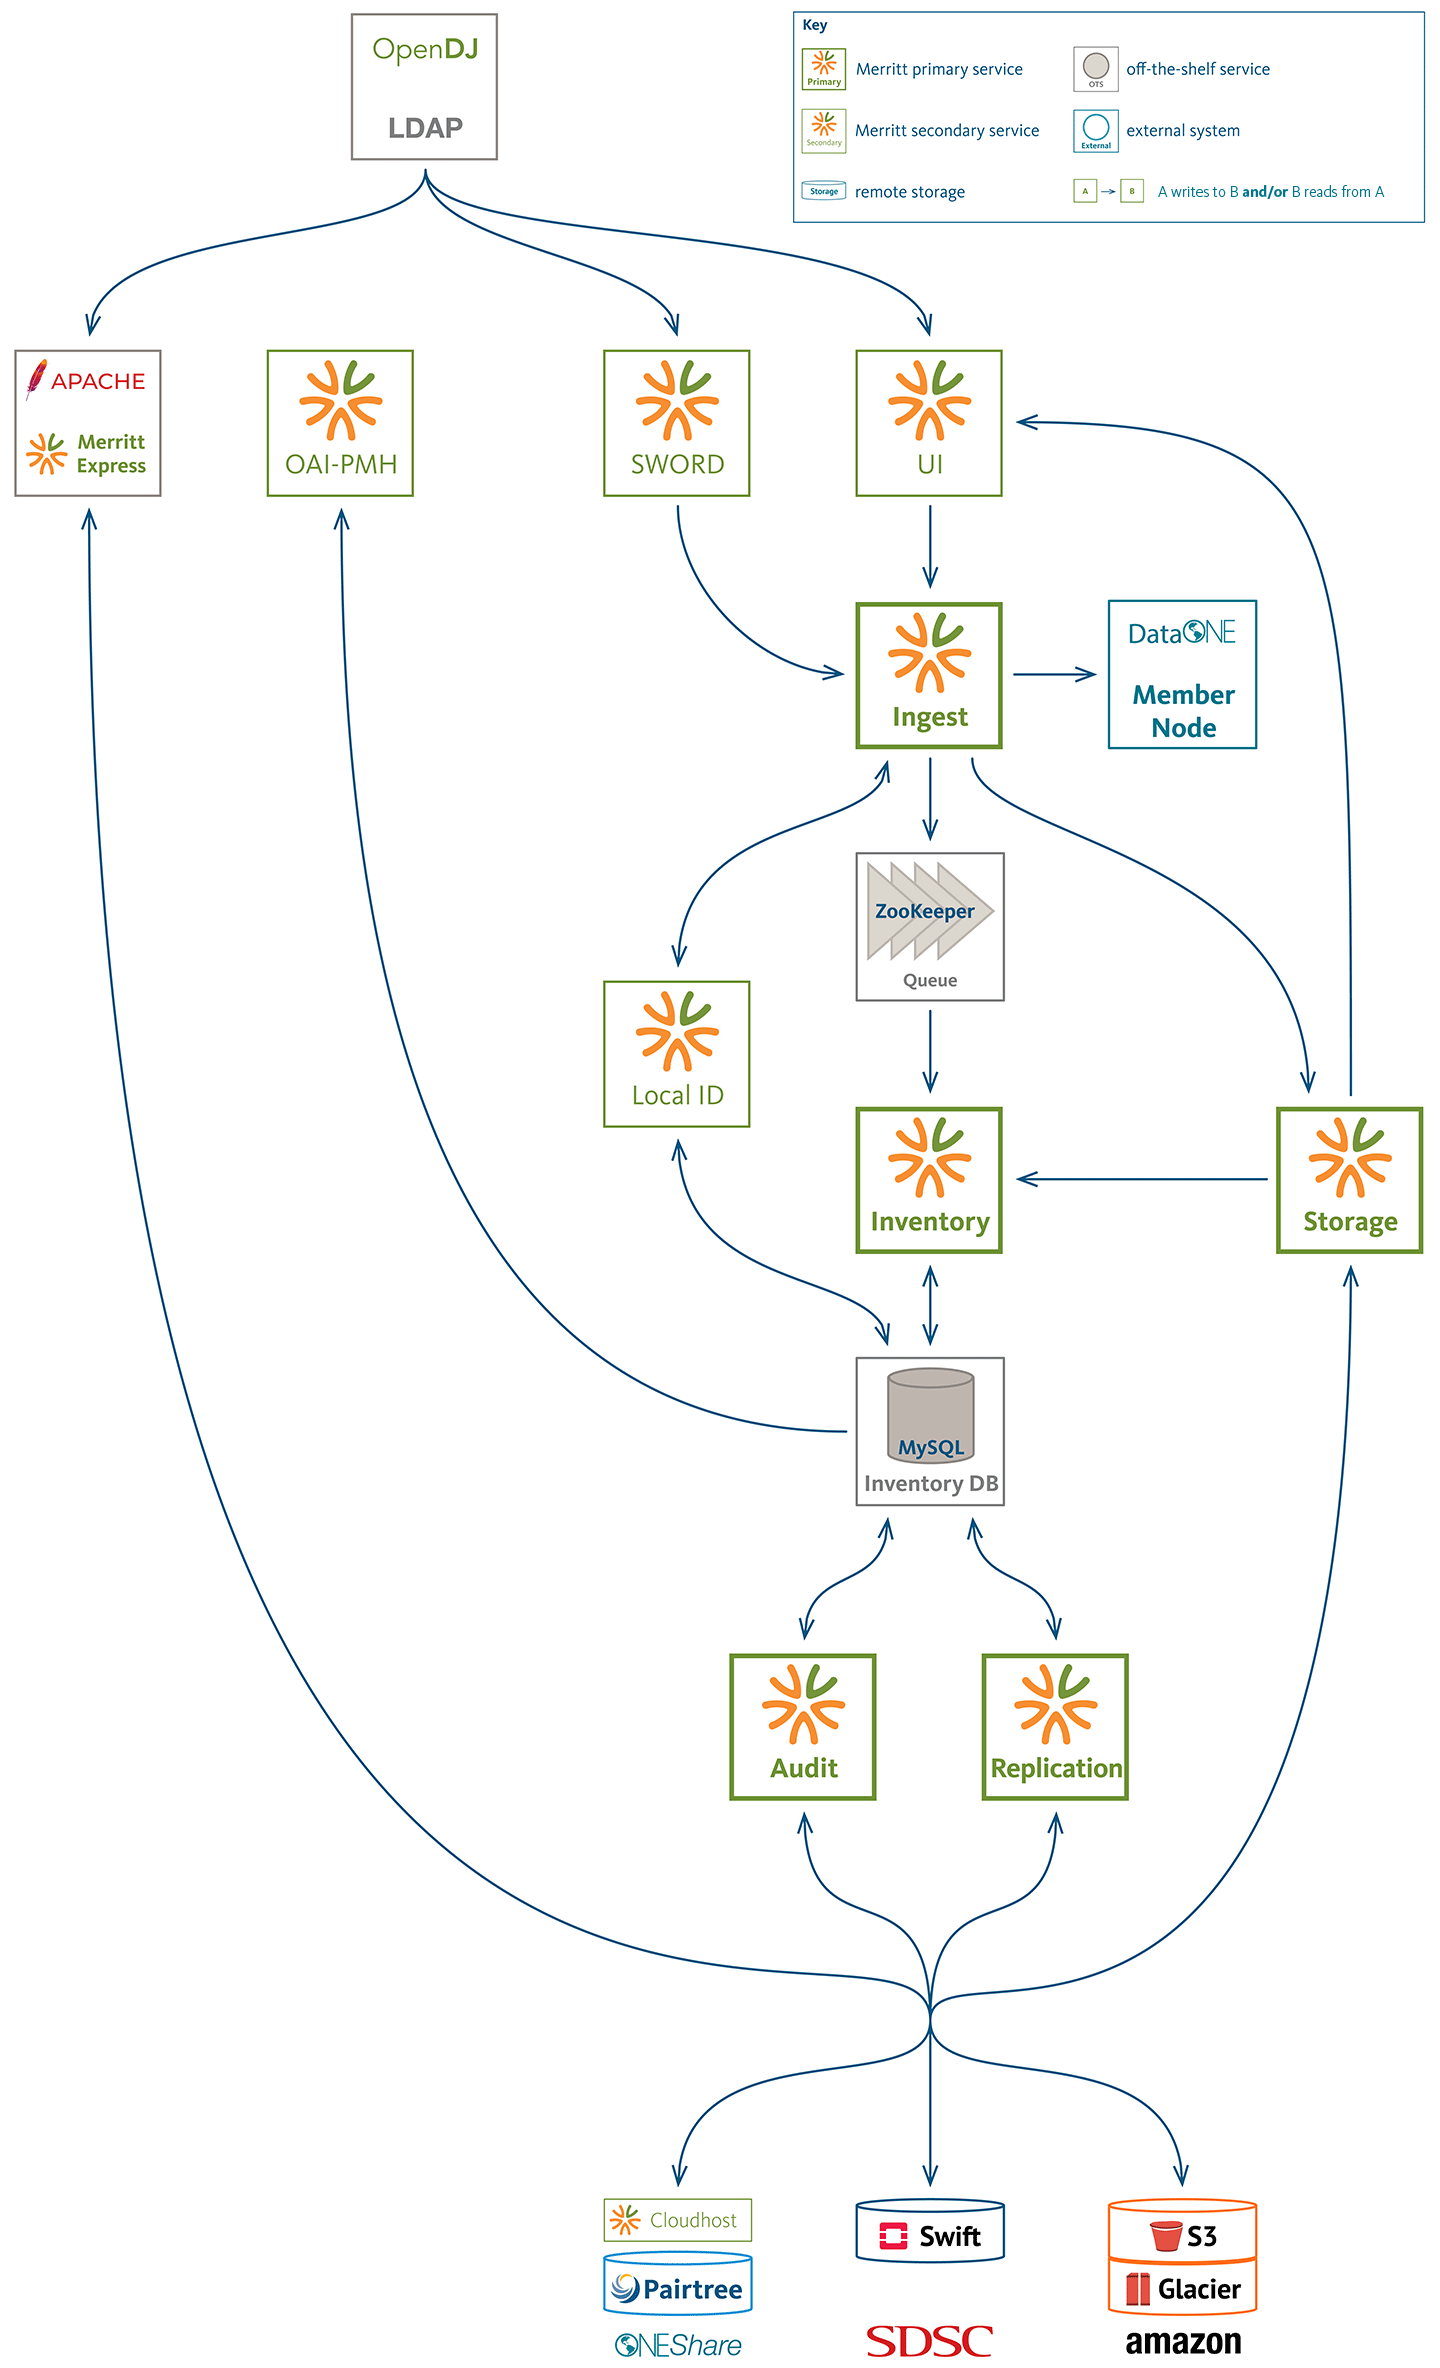 OpenDJ
LDAP
Key
Primary
Merritt primary service
OTS
off-the-shelf service
Secondary
Merritt secondary service
External
external system
Storage
remote storage
A
B
A writes to B and/or B reads from A
APACHE
Merritt
Express
OAI-PMH
SWORD
UI
Ingest
DataONE
Member
Node
ZooKeeper
Queue
Local ID
Inventory
Storage
MySQL
Inventory DB
Audit
Replication
Cloudhost
Pairtree
ONEShare
Swift
SDSC
S3
Glacier
amazon